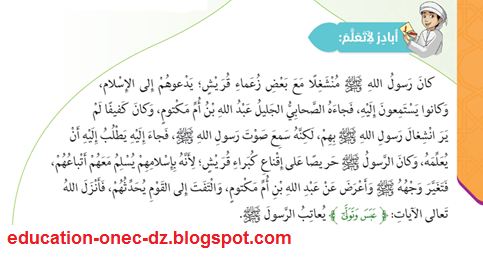 أُبادِرُ لِأَتَعَلَّمَ:
كانَ رَسولُ اللهِ ﷺ مُنْشَغِلًا مَعَ بَعْضِ زُعَماءِ قُرَيْشٍ؛ يَدْعوهُمْ إِلى الإِسْلامِ،
وَكانوا يَسْتَمِعونَ إِلَيْهِ، فَجاءَهُ الصَّحابِيُّ الجَليلُ عَبْدُ اللهِ بْنُ أُمِّ مَكْتومٍ، وَكانَ كَفيفًا لَمْ
يَرَ انْشِغالَ رَسولِ اللهِ ﷺ بِهِمْ، لَكِنَّهُ سَمِعَ صَوْتَ رَسولِ اللهِ ﷺ، فَجاءَ إِلَيْهِ يَطْلُبُ إِلَيْهِ أَنْ
يُعَلِّمَهُ، وَكانَ الرَّسولُ ﷺ حَريصًا عَلى إِقْناعِ كُبَراءِ قُرَيْشٍ؛ لِأَنَّهُ بِإِسْلامِهِمْ يُسْلِمُ مَعَهُمْ أَتْباعُهُمْ،
فَتَغَيَّرَ وَجْهُهُ ﷺ وَأَعْرَضَ عَنْ عَبْدِ اللهِ بْنِ أُمِّ مَكْتومٍ، وَالْتَفَتَ إِلى القَوْمِ يُحَدِّثُهُمْ، فَأَنْزَلَ اللهُ
تَعالى الآياتِ: ﴿ عَبَسَ وَتَوَلَّىٰٓ ﴾ يُعاتِبُ الرَّسولَ ﷺ.
education-onec-dz.blogspot.com